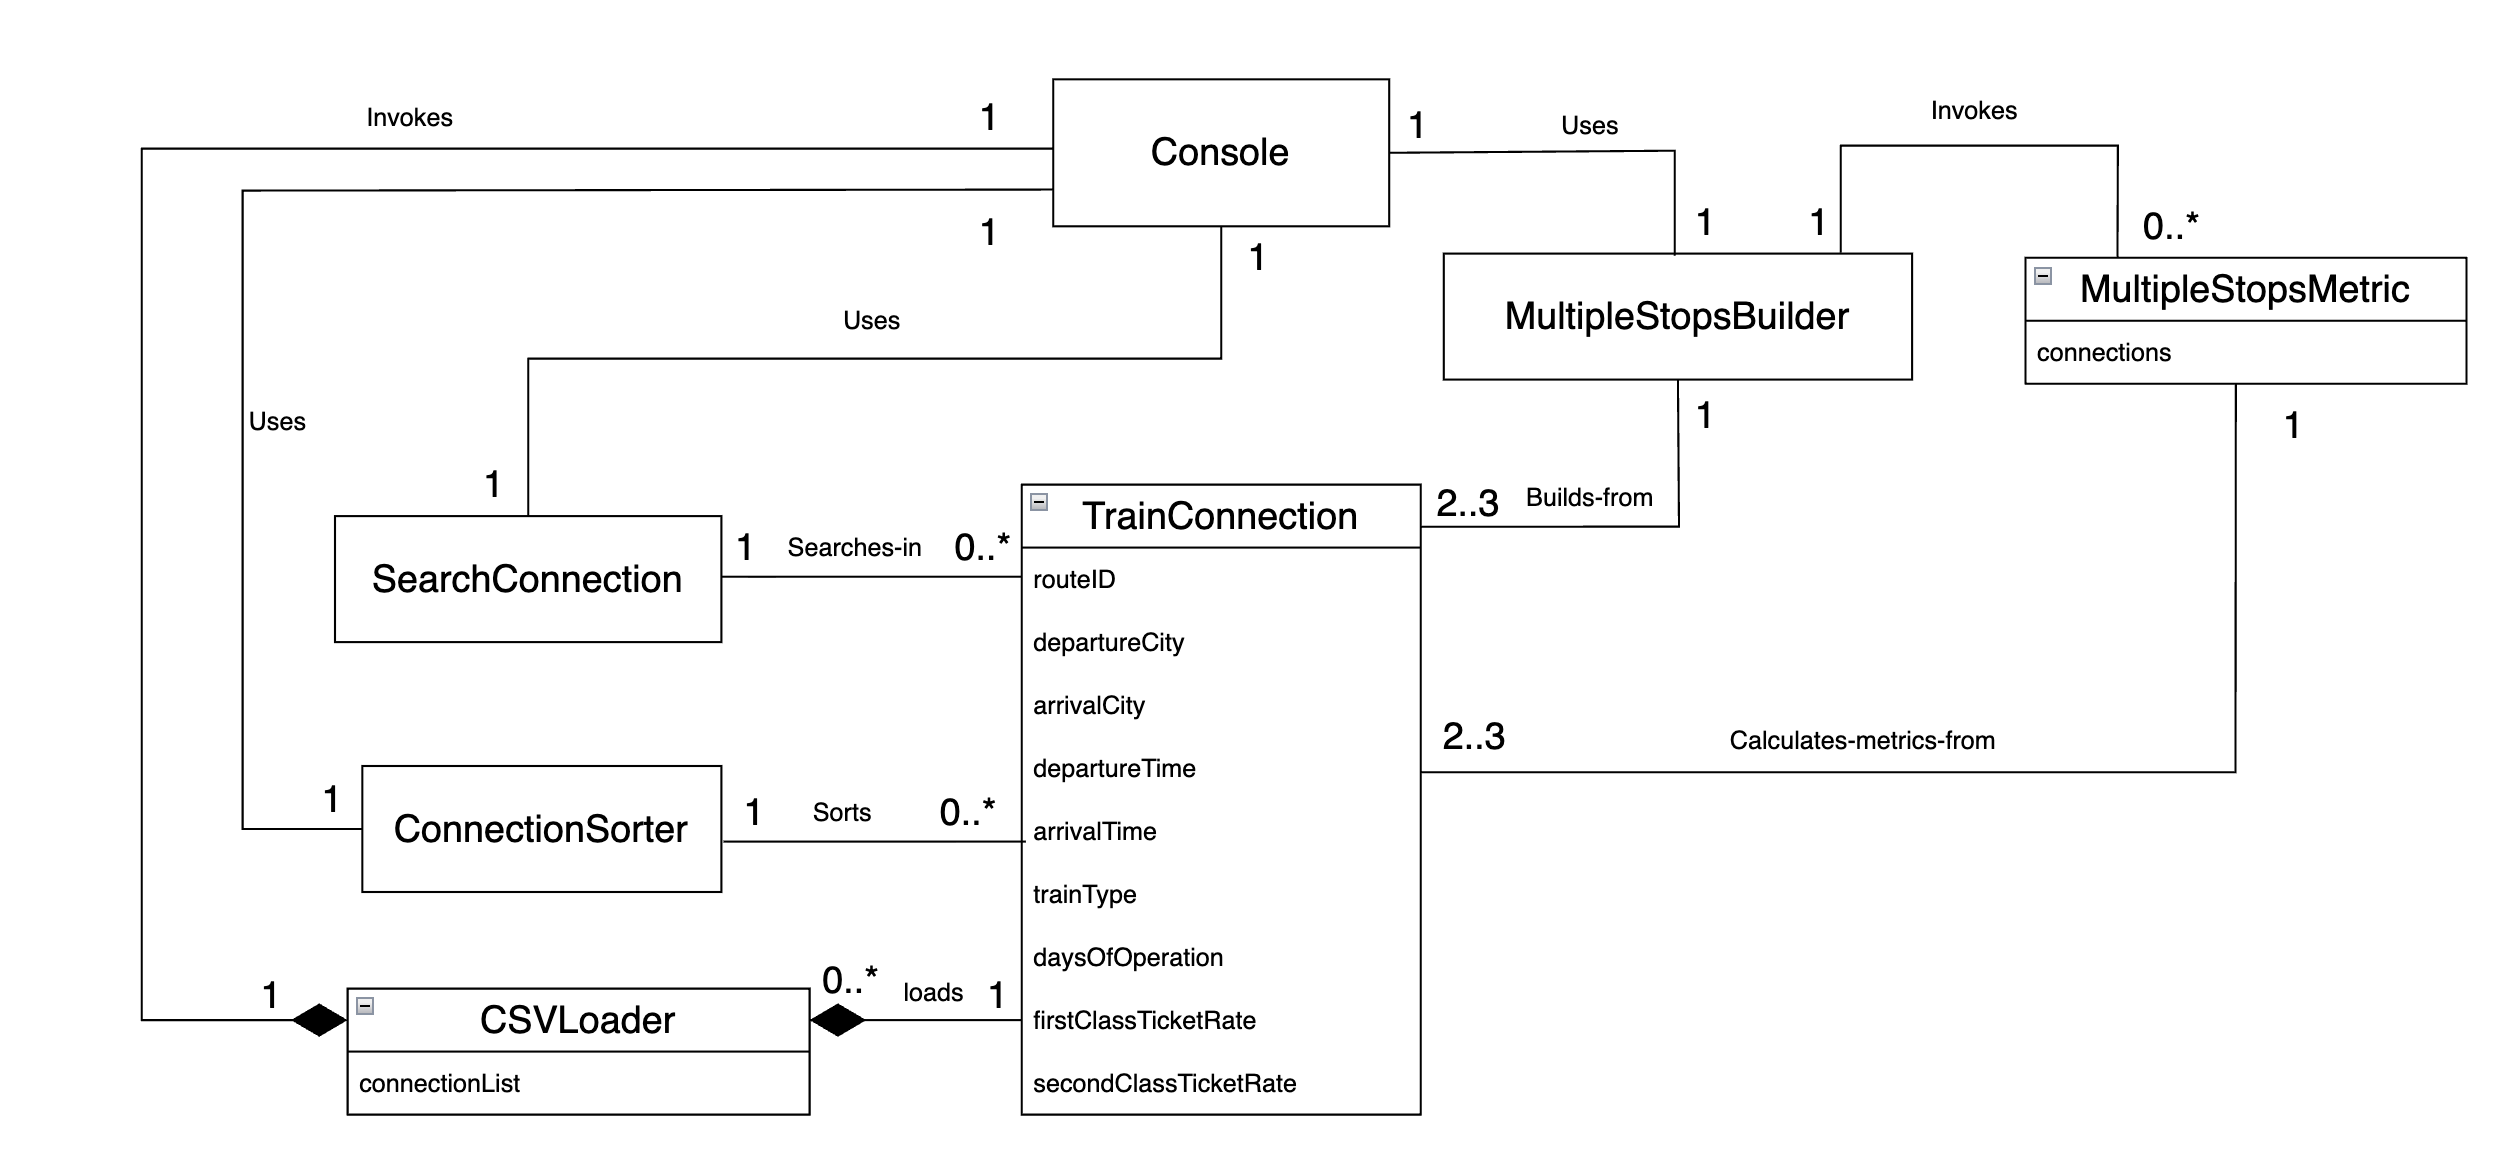 Invokes
1
Console
1
Uses
Invokes
1
1
Uses
1
1
1
0..*
MultipleStopsBuilder
MultipleStopsMetric
connections
Uses
1
1
1
SearchConnection
1
Searches-in
0..*
TrainConnection
2..3
Builds-from
routeID
departureCity
arrivalCity
departureTime
arrivalTime
trainType
daysOfOperation
firstClassTicketRate
secondClassTicketRate
2..3
Calculates-metrics-from
1
ConnectionSorter
1
Sorts
0..*
1
CSVLoader
connectionList
0..*
loads
1